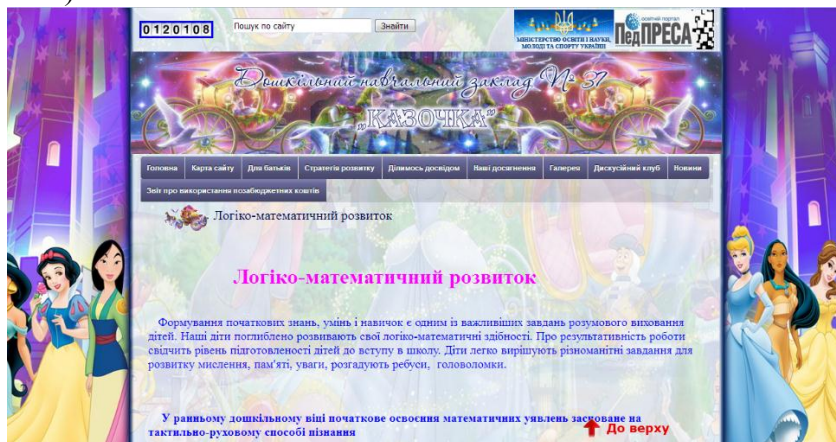 0120108
Пошук по сайту
Знайти
МІНІСТЕРСТВО ОСВІТИ І НАУКИ,
МОЛОДІ ТА СПОРТУ УКРАЇНИ
освітній портал
ПедПРЕСА
Дошкільний навчальний заклад № 37
„КАЗОЧКА”
Головна Карта сайту Для батьків Стратегія розвитку Ділимось досвідом Наші досягнення Галерея Дискусійний клуб Новини
Звіт про використання позабюджетних коштів
Логіко-математичний розвиток
Логіко-математичний розвиток
Формування початкових знань, умінь і навичок є одним із важливіших завдань розумового виховання
дітей. Наші діти поглиблено розвивають свої логіко-математичні здібності. Про результативність роботи
свідчить рівень підготовленості дітей до вступу в школу. Діти легко вирішують різноманітні завдання для
розвитку мислення, пам'яті, уваги, розгадують ребуси, головоломки.
У ранньому дошкільному віці початкове освоєння математичних уявлень засноване на
тактильно-руховому способі пізнання
До верху